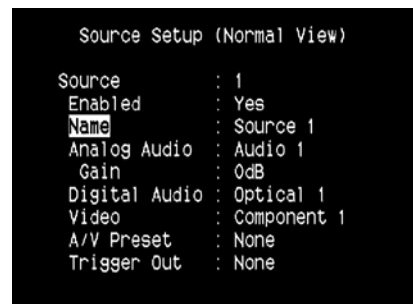 Source Setup (Normal View)
Source : 1
Enabled : Yes
Name : Source 1
Analog Audio : Audio 1
Gain : 0dB
Digital Audio : Optical 1
Video : Component 1
A/V Preset : None
Trigger Out : None